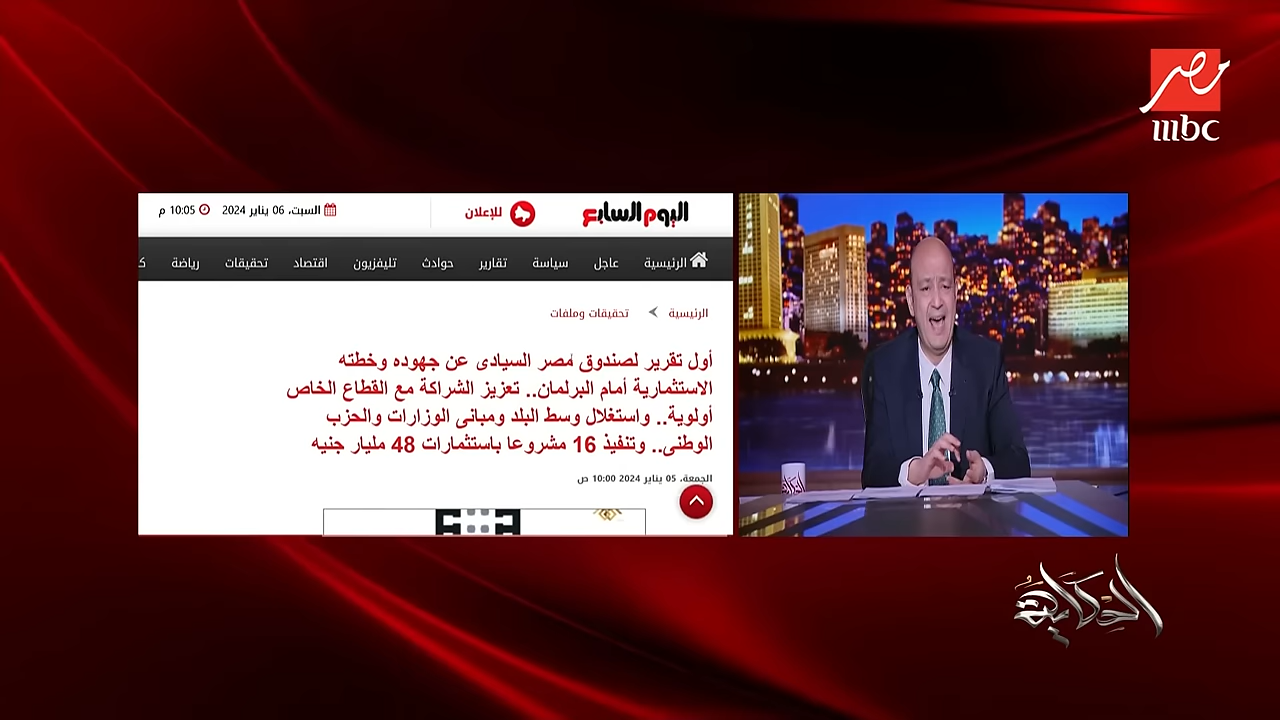 مصر
mbc
اليوم السابع
للإعلان
السبت، 06 يناير 2024
10:05 م
الرئيسية عاجل سياسة تقارير حوادث تليفزيون اقتصاد تحقيقات رياضة ك
الرئيسية
تحقيقات وملفات
أول تقرير لصندوق مصر السيادى عن جهوده وخطته
الاستثمارية أمام البرلمان.. تعزيز الشراكة مع القطاع الخاص
أولوية.. واستغلال وسط البلد ومبانى الوزارات والحزب
الوطنى.. وتنفيذ 16 مشروعا باستثمارات 48 مليار جنيه
الجمعة، 05 يناير 2024 10:00 ص
الحكاية
الحكاية